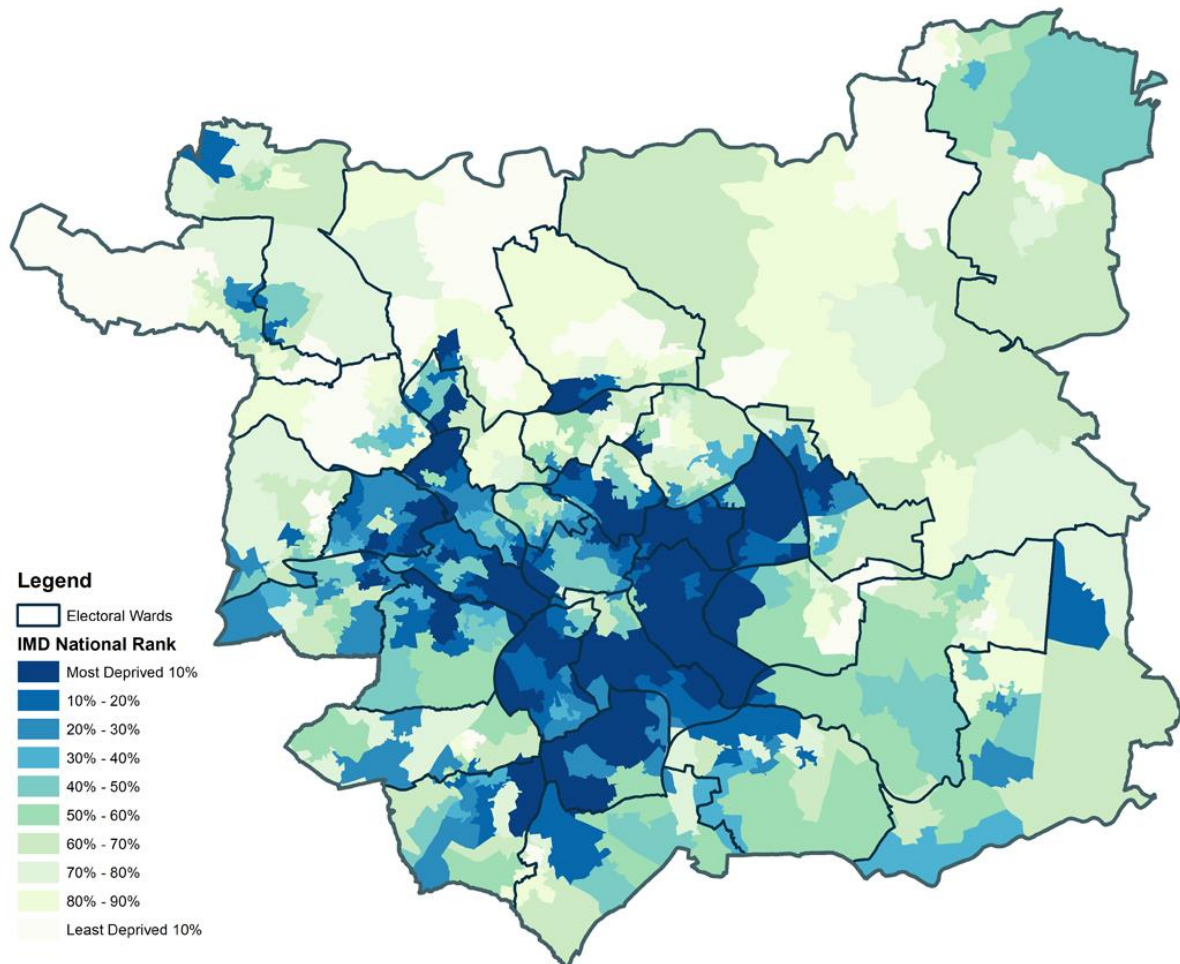 Legend
Electoral Wards
IMD National Rank
Most Deprived 10%
10% - 20%
20% - 30%
30% - 40%
40% - 50%
50% - 60%
60% - 70%
70% - 80%
80% - 90%
Least Deprived 10%